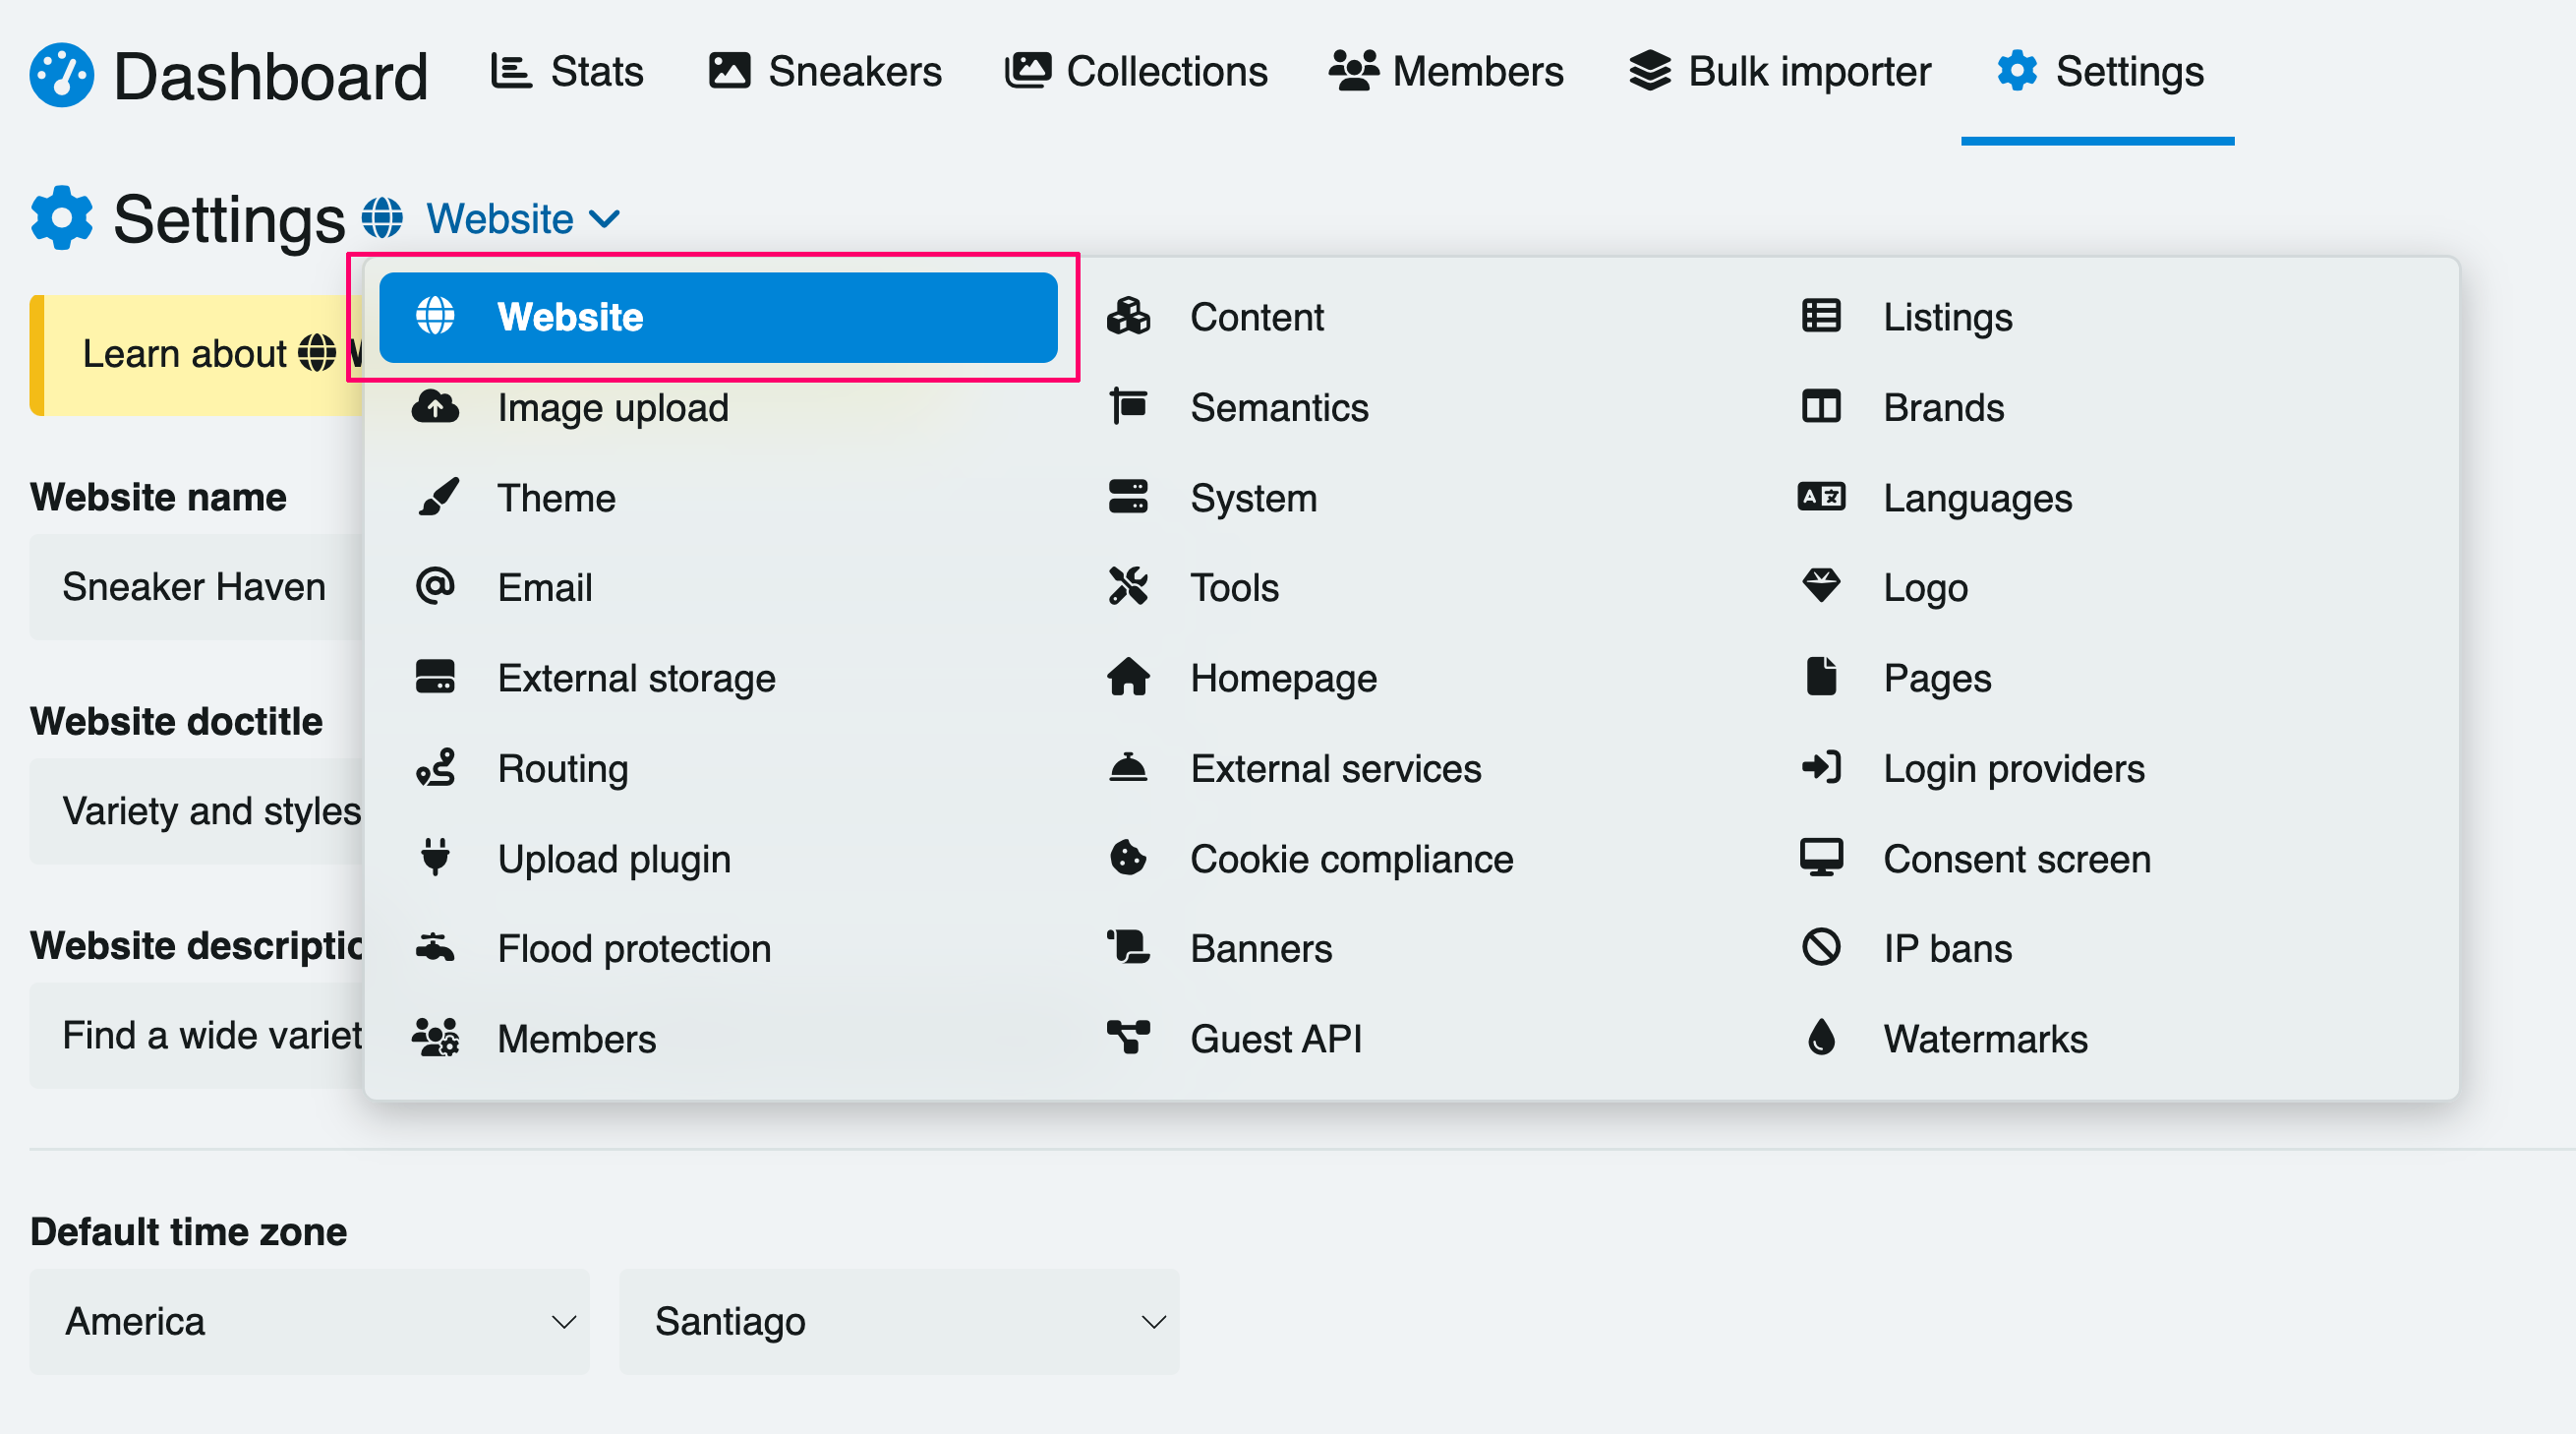 Dashboard Stats Sneakers Collections Members Bulk importer Settings
Settings Website
Website Content Listings
Learn about
Image upload Semantics Brands
Website name
Theme System Languages
Sneaker Haven
Email Tools Logo
External storage Homepage Pages
Website doctitle
Routing External services Login providers
Variety and styles
Upload plugin Cookie compliance Consent screen
Website descriptio
Flood protection Banners IP bans
Find a wide variet
Members Guest API Watermarks
Default time zone
America Santiago